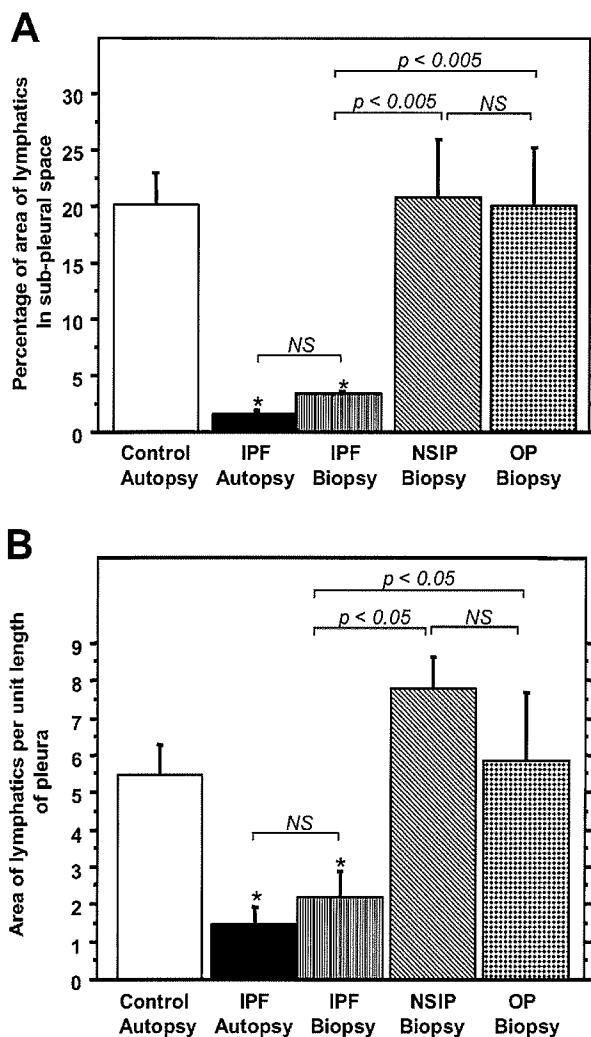 A
p < 0.005
p < 0.005
NS
NS
Percentage of area of lymphatics
In sub-pleural space
30
25
20
15
10
5
0
*
*
Control
Autopsy
IPF
Autopsy
IPF
Biopsy
NSIP
Biopsy
OP
Biopsy
B
p < 0.05
p < 0.05
NS
NS
Area of lymphatics per unit length
of pleura
9
8
7
6
5
4
3
2
1
0
*
*
Control
Autopsy
IPF
Autopsy
IPF
Biopsy
NSIP
Biopsy
OP
Biopsy